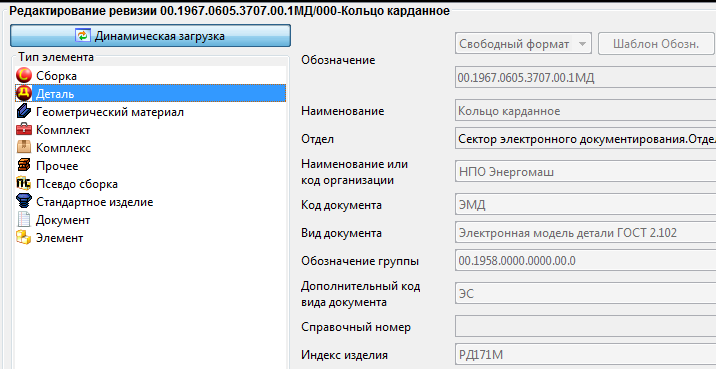 Редактирование ревизии 00.1967.0605.3707.00.1МД/000-Кольцо карданное
Динамическая загрузка
Тип элемента
Сборка
Деталь
Геометрический материал
Комплект
Комплекс
Прочее
Псевдо сборка
Стандартное изделие
Документ
Элемент
Обозначение
Свободный формат
Шаблон Обозн.
00.1967.0605.3707.00.1МД
Наименование
Кольцо карданное
Отдел
Сектор электронного документирования.Отдел
Наименование или
код организации
НПО Энергомаш
Код документа
ЭМД
Вид документа
Электронная модель детали ГОСТ 2.102
Обозначение группы
00.1958.0000.0000.00.0
Дополнительный код
вида документа
ЭС
Справочный номер
Индекс изделия
РД171М